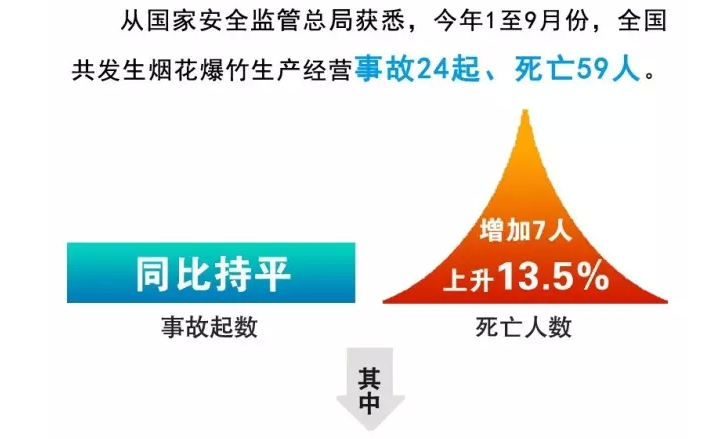 从国家安全监管总局获悉，今年1至9月份，全国
共发生烟花爆竹生产经营事故24起、死亡59人。
增加7人
同比持平
上升13.5%
事故起数
死亡人数
其
中